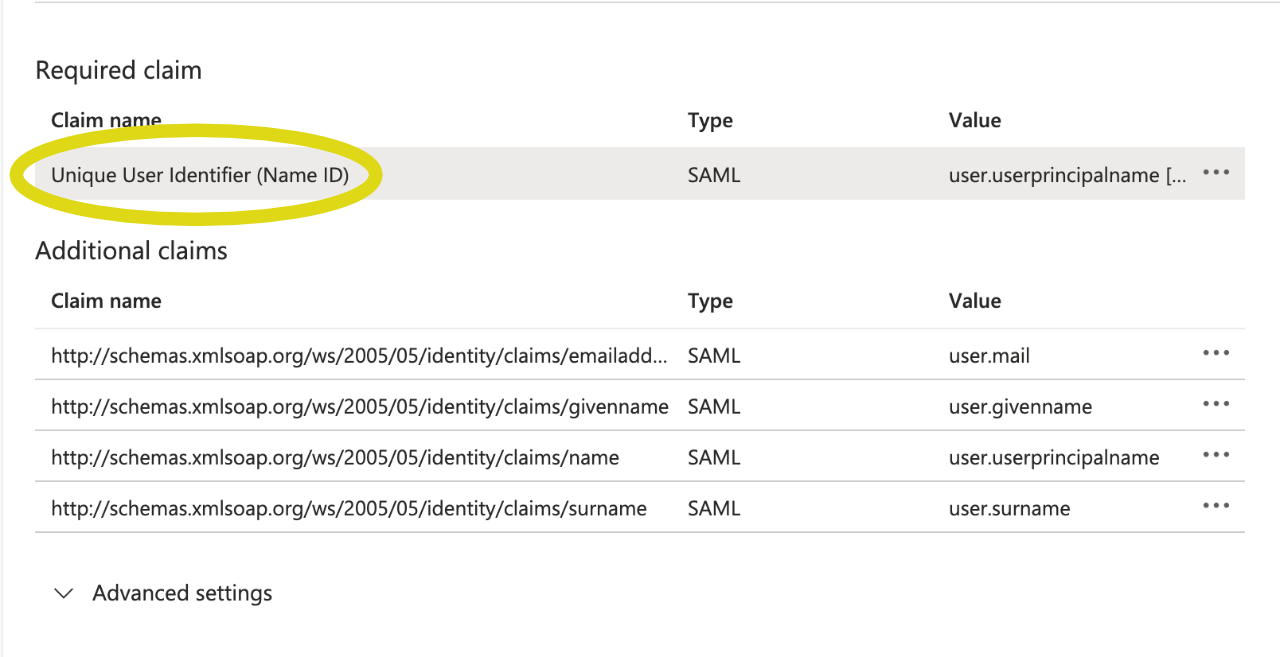 Required claim
Claim name Type Value
Unique User Identifier (Name ID) SAML user.userprincipalname [... •••
Additional claims
Claim name Type Value
http://schemas.xmlsoap.org/ws/2005/05/identity/claims/emailadd... SAML user.mail •••
http://schemas.xmlsoap.org/ws/2005/05/identity/claims/givenname SAML user.givenname •••
http://schemas.xmlsoap.org/ws/2005/05/identity/claims/name SAML user.userprincipalname •••
http://schemas.xmlsoap.org/ws/2005/05/identity/claims/surname SAML user.surname •••
Advanced settings